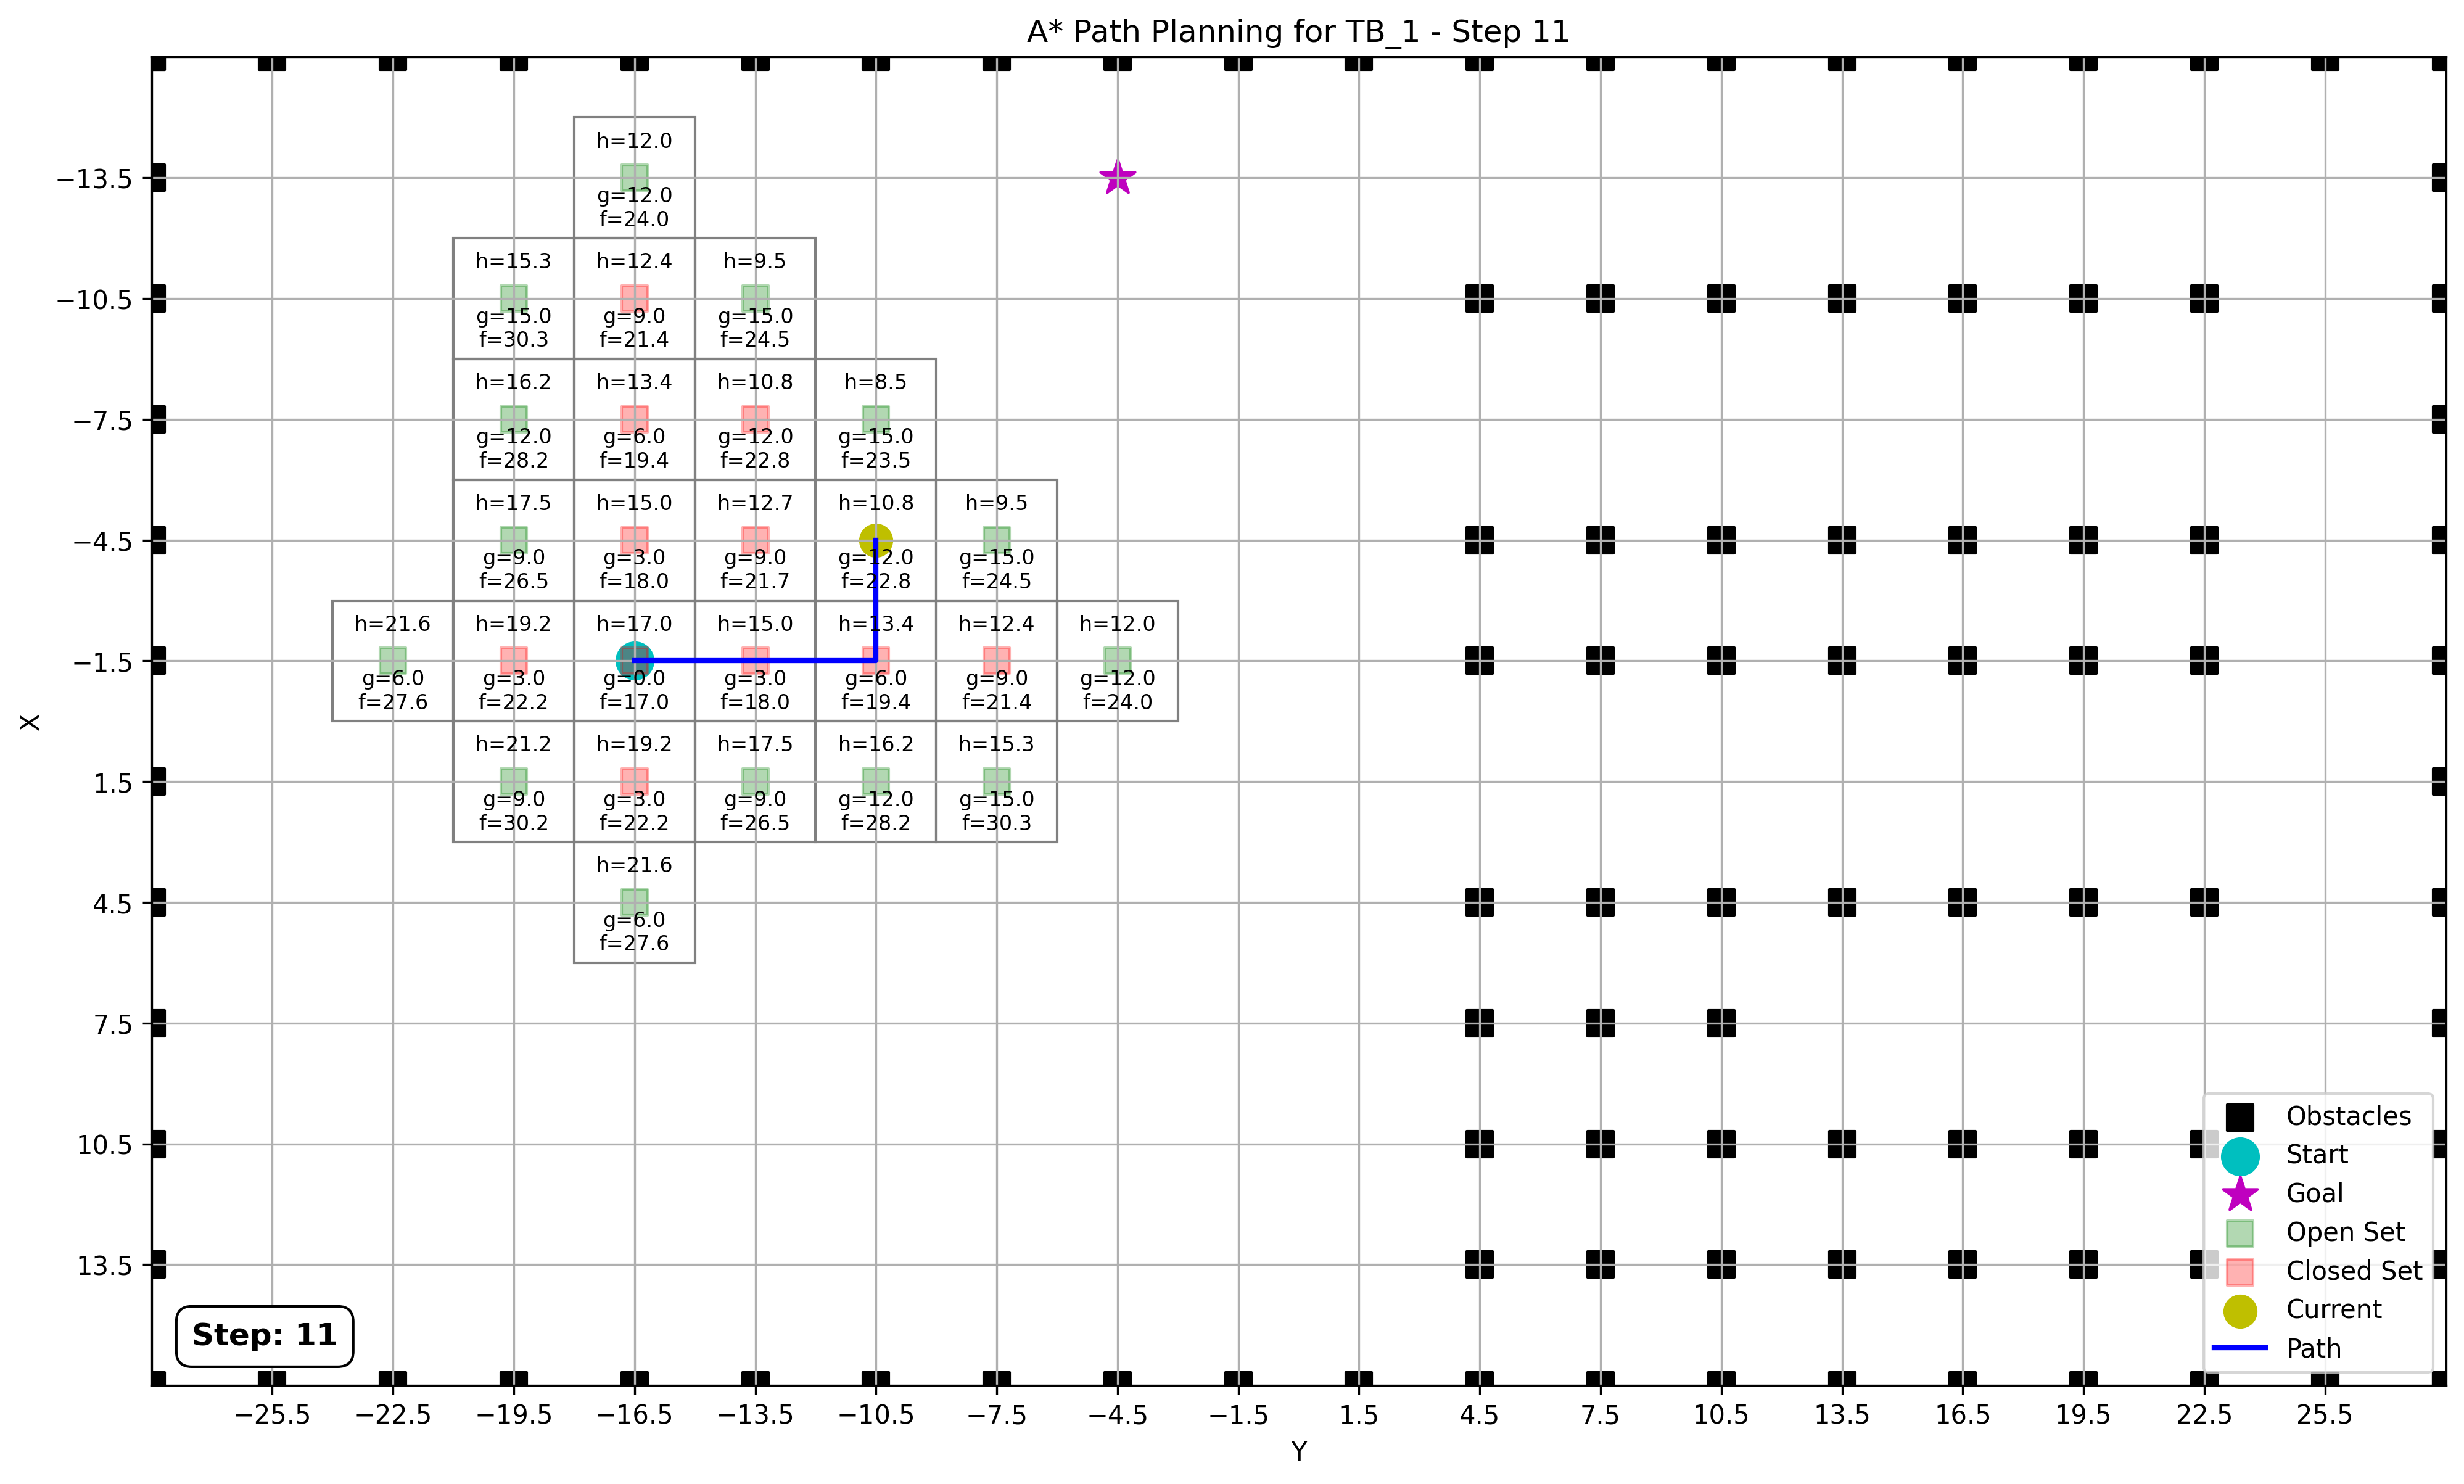 A* Path Planning for TB_1 - Step 11
h=12.0
−13.5
g=12.0
f=24.0
h=15.3 h=12.4 h=9.5
−10.5
g=15.0 g=9.0 g=15.0
f=30.3 f=21.4 f=24.5
h=16.2 h=13.4 h=10.8 h=8.5
−7.5
g=12.0 g=6.0 g=12.0 g=15.0
f=28.2 f=19.4 f=22.8 f=23.5
h=17.5 h=15.0 h=12.7 h=10.8 h=9.5
−4.5
g=9.0 g=3.0 g=9.0 g=12.0 g=15.0
f=26.5 f=18.0 f=21.7 f=22.8 f=24.5
h=21.6 h=19.2 h=17.0 h=15.0 h=13.4 h=12.4 h=12.0
−1.5
g=6.0 g=3.0 g=0.0 g=3.0 g=6.0 g=9.0 g=12.0
f=27.6 f=22.2 f=17.0 f=18.0 f=19.4 f=21.4 f=24.0
X
h=21.2 h=19.2 h=17.5 h=16.2 h=15.3
1.5
g=9.0 g=3.0 g=9.0 g=12.0 g=15.0
f=30.2 f=22.2 f=26.5 f=28.2 f=30.3
h=21.6
4.5
g=6.0
f=27.6
7.5
10.5
13.5
Obstacles
Start
Goal
Open Set
Closed Set
Current
Path
Step: 11
−25.5 −22.5 −19.5 −16.5 −13.5 −10.5 −7.5 −4.5 −1.5 1.5 4.5 7.5 10.5 13.5 16.5 19.5 22.5 25.5
Y